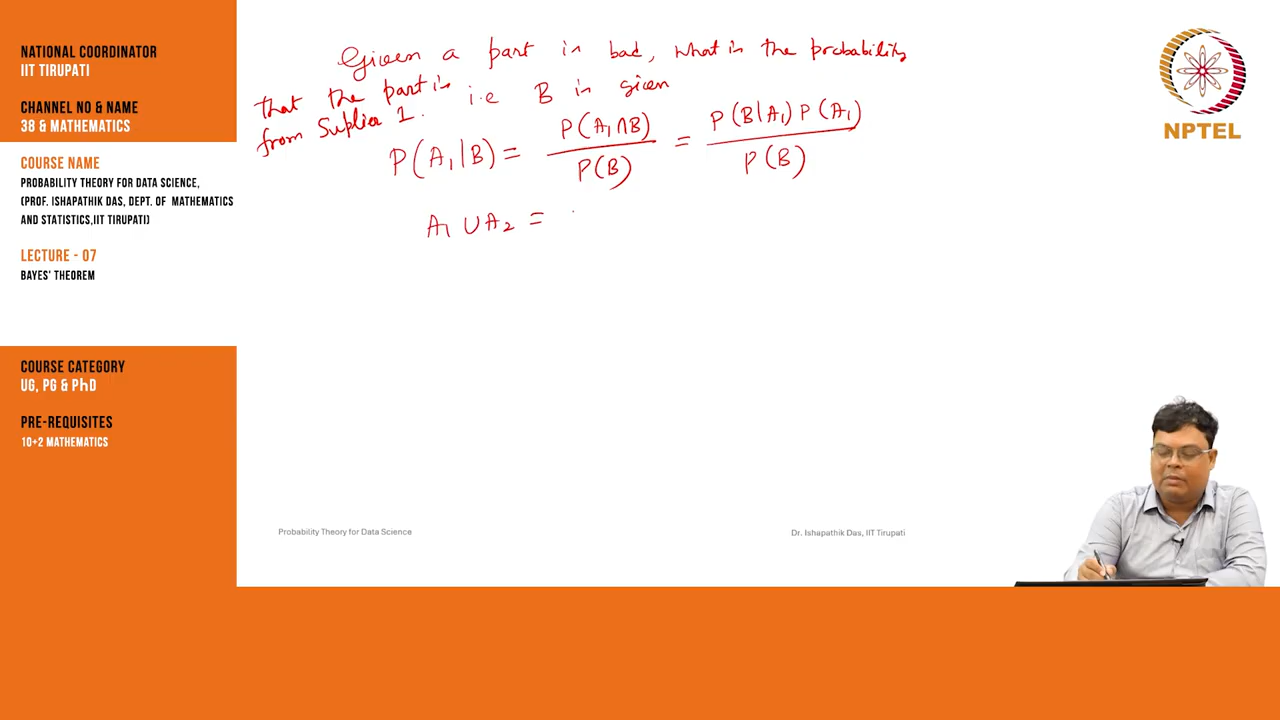 NATIONAL COORDINATOR
IIT TIRUPATI
CHANNEL NO & NAME
38 & MATHEMATICS
COURSE NAME
PROBABILITY THEORY FOR DATA SCIENCE,
(PROF. ISHAPATHIK DAS, DEPT. OF MATHEMATICS
AND STATISTICS,IIT TIRUPATI)
LECTURE - 07
BAYES' THEOREM
COURSE CATEGORY
UG, PG & PhD
PRE-REQUISITES
10+2 MATHEMATICS
Given a part is bad, what is the probability
that the part is i.e B is given
from Suplier 1.
P(A₁|B) = P(A₁∩B) / P(B) = P(B|A₁) P(A₁) / P(B)
A₁ ∪ A₂ =
NPTEL
Probability Theory for Data Science
Dr. Ishapathik Das, IIT Tirupati